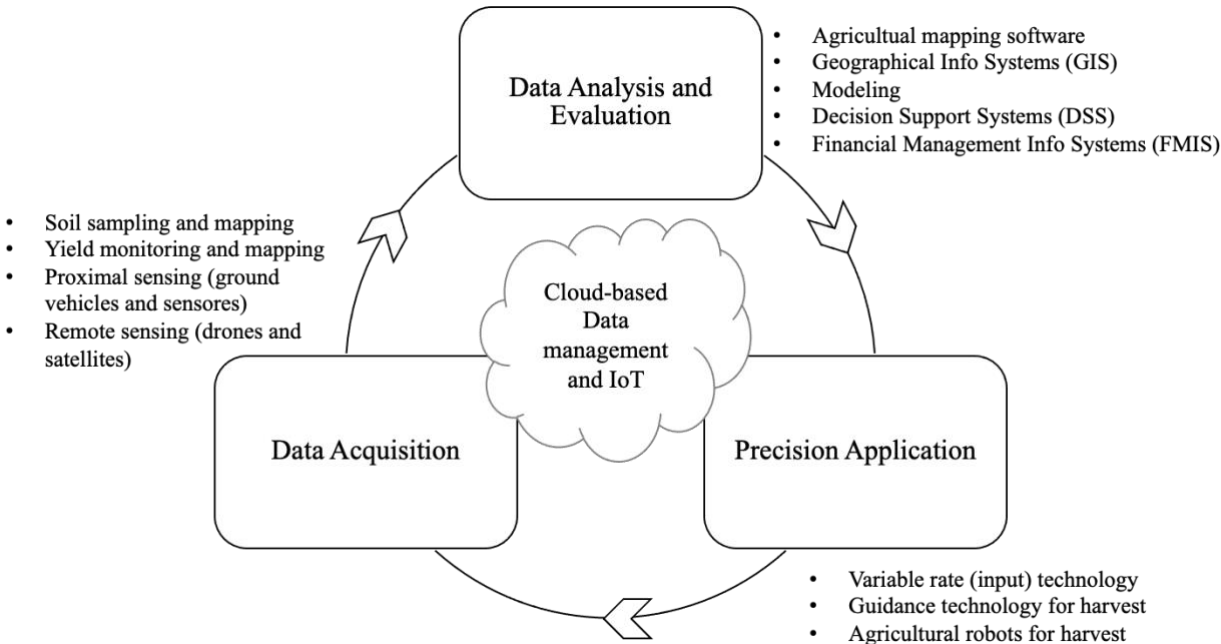 Data Analysis and
Evaluation
• Agricultual mapping software
• Geographical Info Systems (GIS)
• Modeling
• Decision Support Systems (DSS)
• Financial Management Info Systems (FMIS)
• Soil sampling and mapping
• Yield monitoring and mapping
• Proximal sensing (ground
vehicles and sensores)
• Remote sensing (drones and
satellites)
Cloud-based
Data
management
and IoT
Data Acquisition
Precision Application
• Variable rate (input) technology
• Guidance technology for harvest
• Agricultural robots for harvest